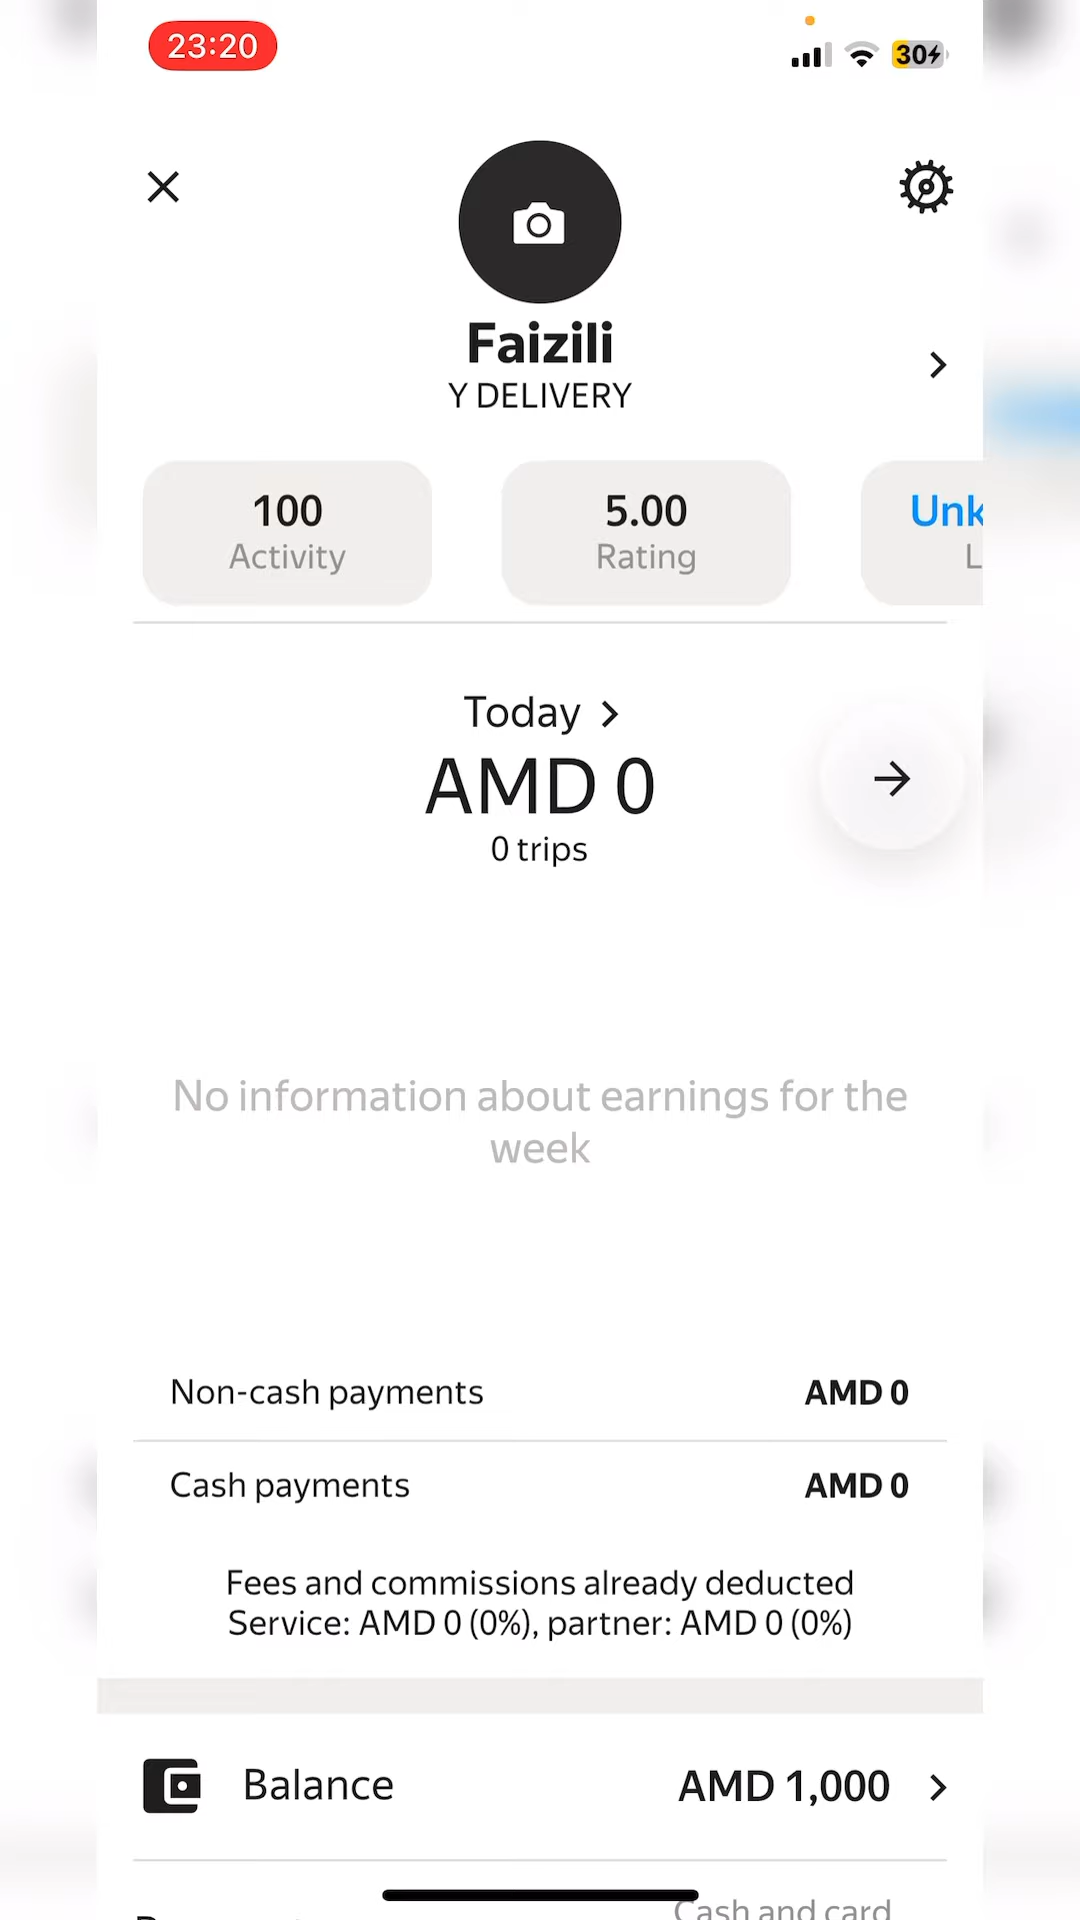 23:20
30
Faizili
Y DELIVERY
100
Activity
5.00
Rating
Unk
L
Today
AMD 0
0 trips
No information about earnings for the
week
Non-cash payments
AMD 0
Cash payments
AMD 0
Fees and commissions already deducted
Service: AMD 0 (0%), partner: AMD 0 (0%)
Balance
AMD 1,000
Cash and card